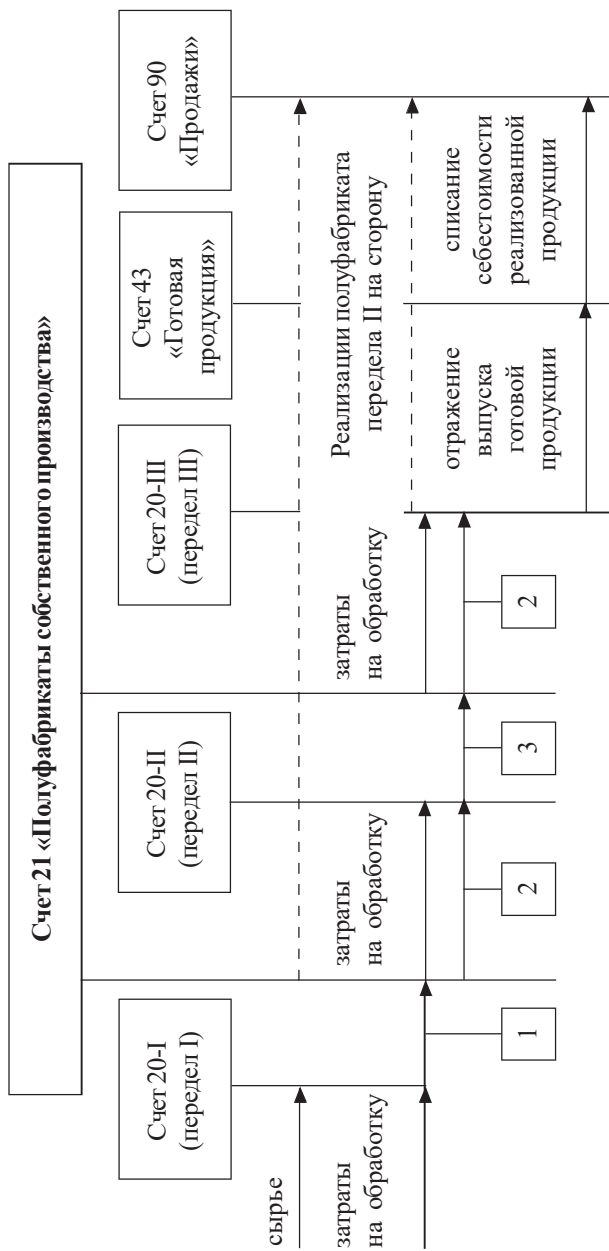 Счет 21 «Полуфабрикаты собственного производства»
Счет 20-I
(передел I)
Счет 20-II
(передел II)
Счет 20-III
(передел III)
Счет 43
«Готовая
продукция»
Счет 90
«Продажи»
сырье
затраты
на обработку
затраты
на обработку
затраты
на обработку
Реализации полуфабриката
передела II на сторону
отражение
выпуска
готовой
продукции
списание
себестоимости
реализованной
продукции
1
2
3
2